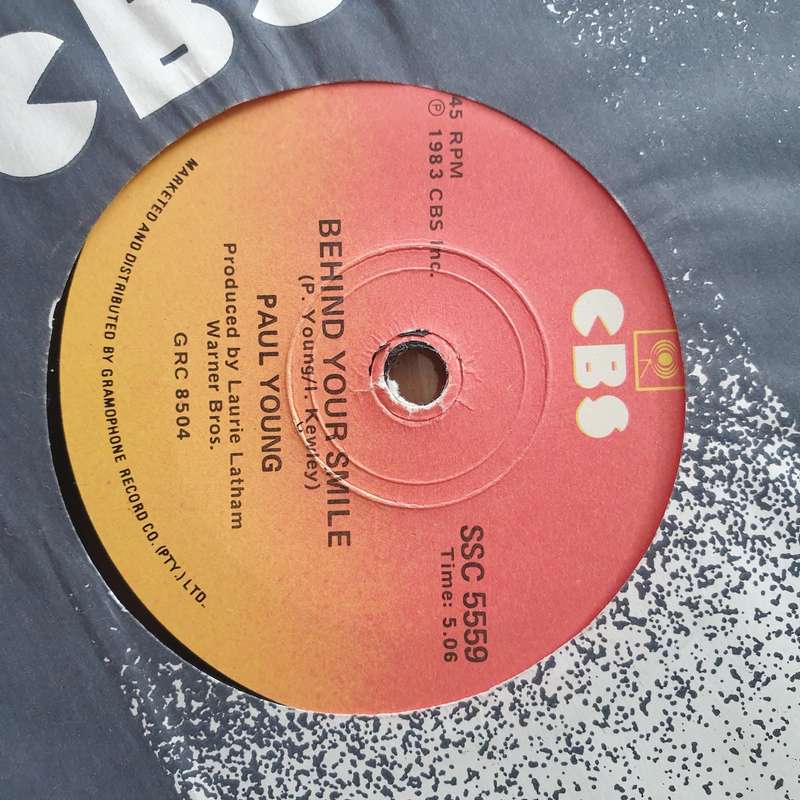 CBS
CBS
45 RPM
℗ 1983 CBS Inc.
SSC 5559
Time: 5.06
BEHIND YOUR SMILE
(P. Young/I. Kewley)
PAUL YOUNG
Produced by Laurie Latham
Warner Bros.
GRC 8504
MARKETED AND DISTRIBUTED BY GRAMOPHONE RECORD CO. (PTY.) LTD.